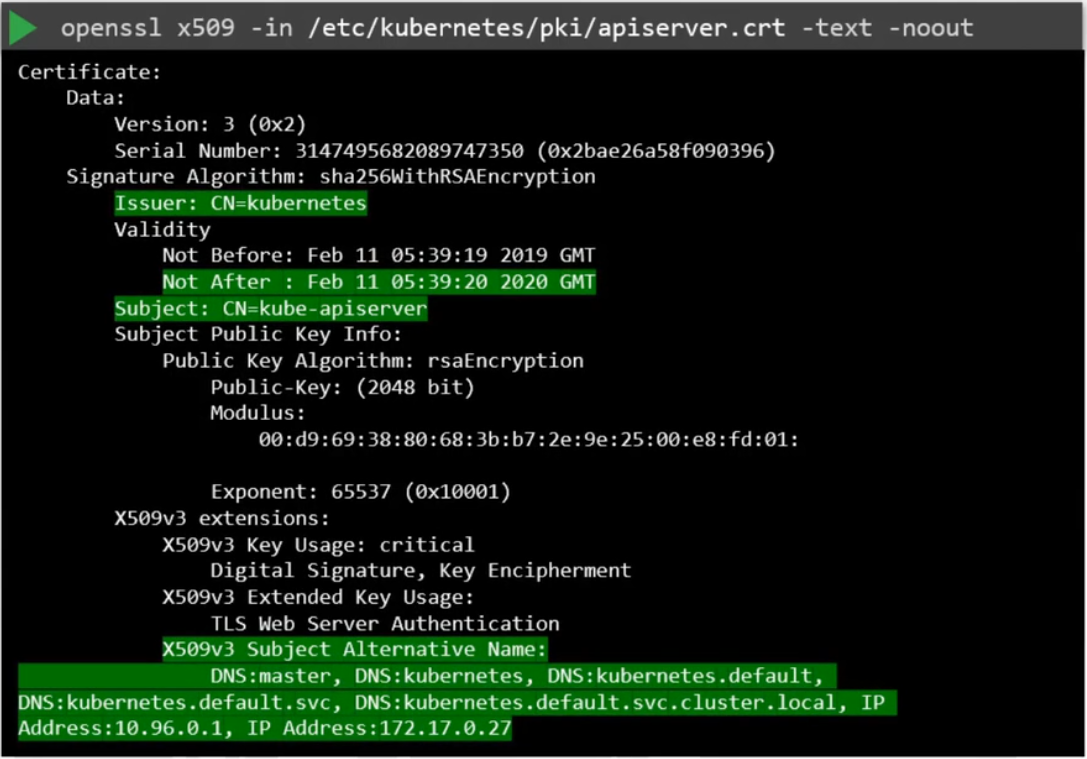 openssl x509 -in /etc/kubernetes/pki/apiserver.crt -text -noout
Certificate:
Data:
Version: 3 (0x2)
Serial Number: 3147495682089747350 (0x2bae26a58f090396)
Signature Algorithm: sha256WithRSAEncryption
Issuer: CN=kubernetes
Validity
Not Before: Feb 11 05:39:19 2019 GMT
Not After : Feb 11 05:39:20 2020 GMT
Subject: CN=kube-apiserver
Subject Public Key Info:
Public Key Algorithm: rsaEncryption
Public-Key: (2048 bit)
Modulus:
00:d9:69:38:80:68:3b:b7:2e:9e:25:00:e8:fd:01:
Exponent: 65537 (0x10001)
X509v3 extensions:
X509v3 Key Usage: critical
Digital Signature, Key Encipherment
X509v3 Extended Key Usage:
TLS Web Server Authentication
X509v3 Subject Alternative Name:
DNS:master, DNS:kubernetes, DNS:kubernetes.default,
DNS:kubernetes.default.svc, DNS:kubernetes.default.svc.cluster.local, IP
Address:10.96.0.1, IP Address:172.17.0.27